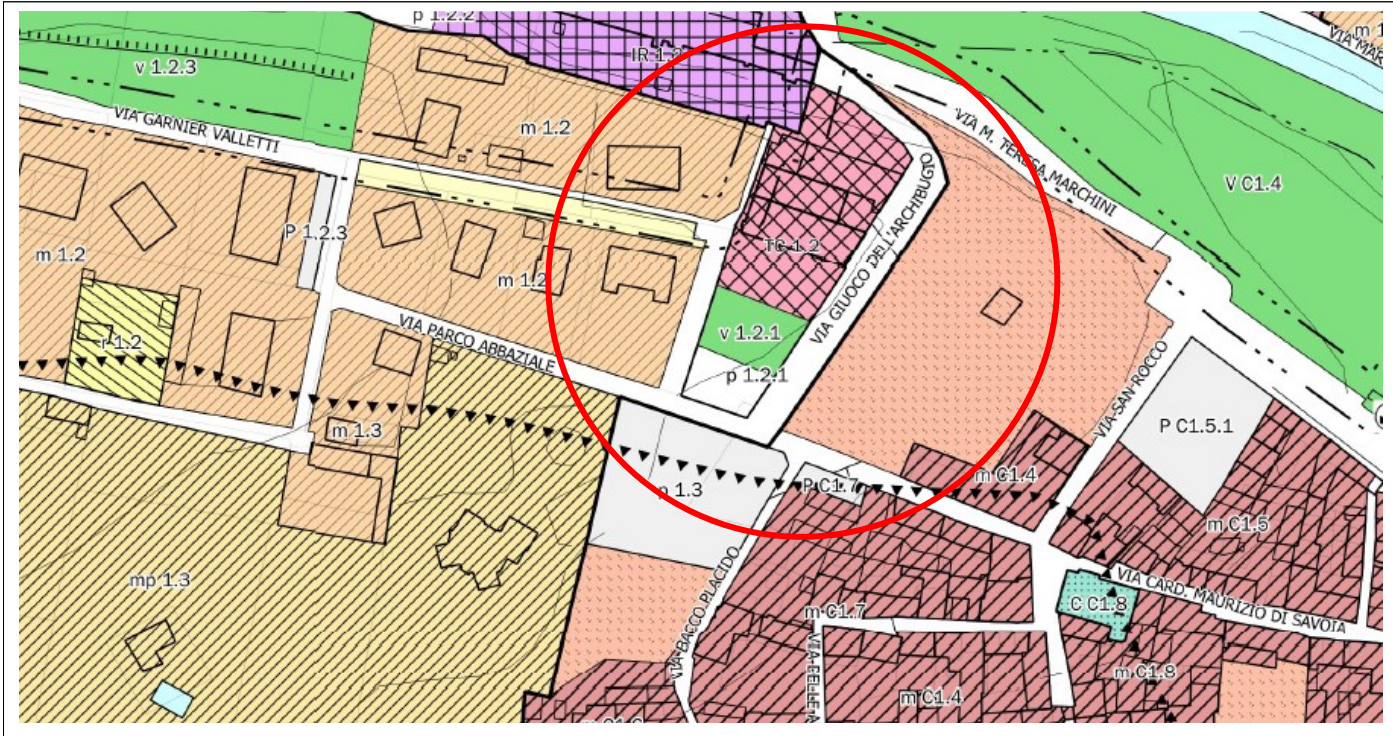 p 1.2.2
m 1
VIA MAR
IR 1.2
v 1.2.3
VIA GARNIER VALLETTI
m 1.2
VIA M. TERESA MARCHINI
V C1.4
P 1.2.3
m 1.2
m 1.2
TC 1.2
VIA GIUOCO DELL'ARCHIBUGIO
r 1.2
VIA PARCO ABBAZIALE
v 1.2.1
p 1.2.1
m 1.3
VIA SAN ROCCO
P C1.5.1
p 1.3
P C1.7
m C1.4
m C1.5
mp 1.3
VIA BACCO PLACIDO
m C1.7
C C1.8
VIA CARD. MAURIZIO DI SAVOIA
VIA DELLE A
m C1.8
m C1.4